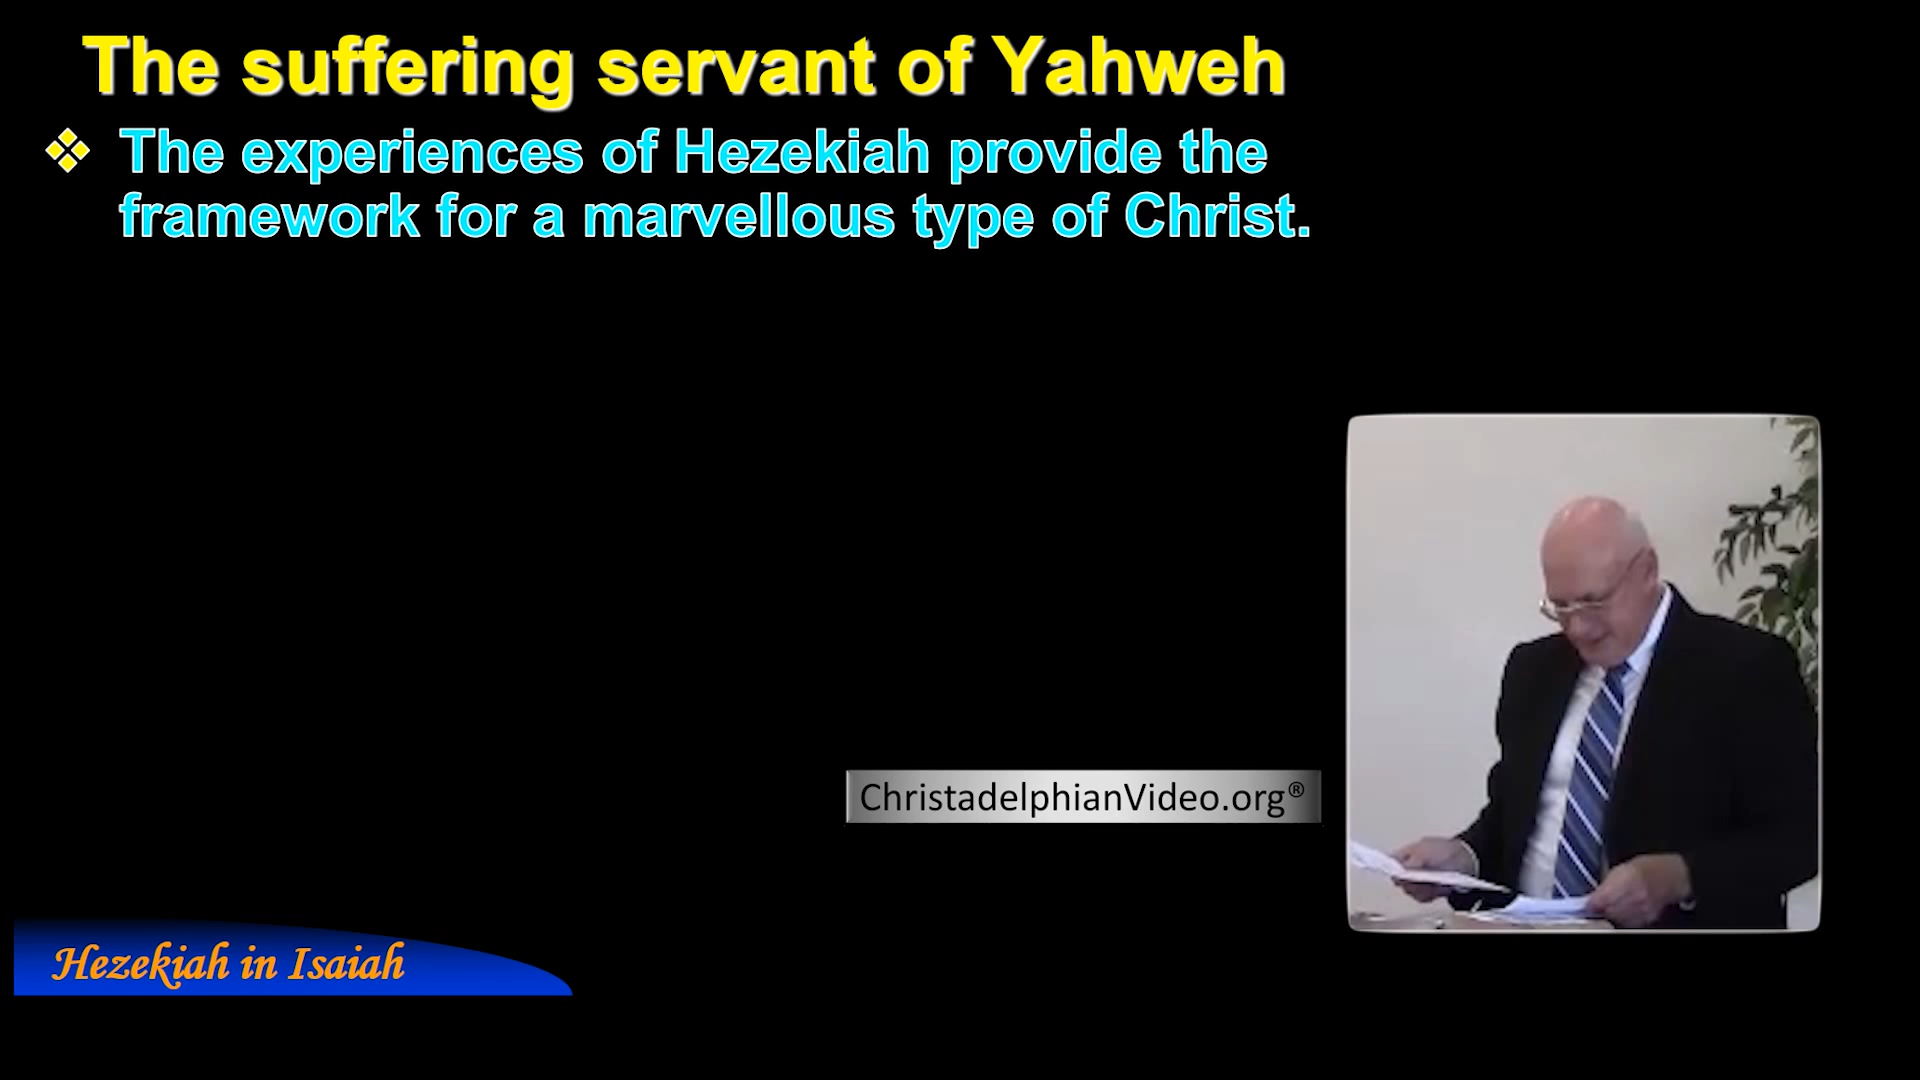 The suffering servant of Yahweh
The experiences of Hezekiah provide the
framework for a marvellous type of Christ.
ChristadelphianVideo.org®
Hezekiah in Isaiah